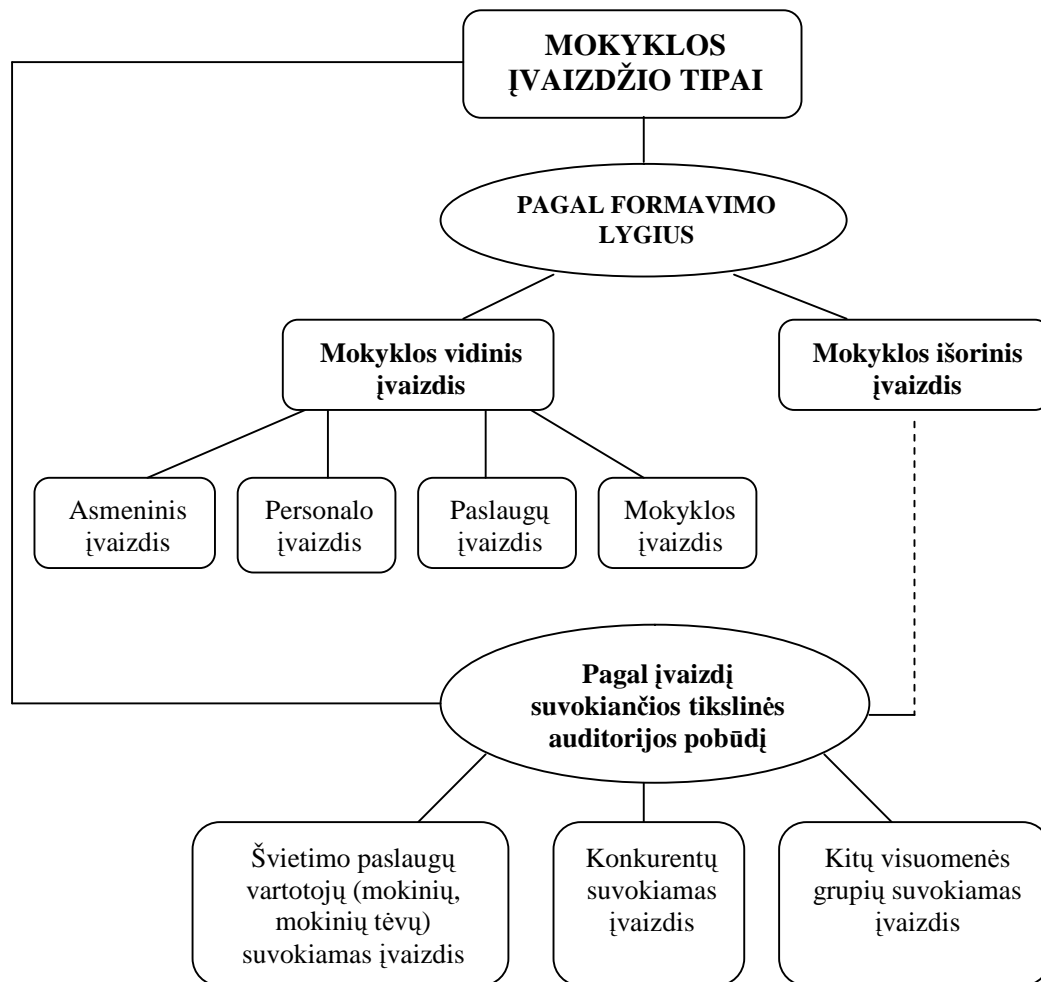 MOKYKLOS
ĮVAIZDŽIO TIPAI
PAGAL FORMAVIMO
LYGIUS
Mokyklos vidinis
įvaizdis
Mokyklos išorinis
įvaizdis
Asmeninis
įvaizdis
Personalo
įvaizdis
Paslaugų
įvaizdis
Mokyklos
įvaizdis
Pagal įvaizdį
suvokiančios tikslinės
auditorijos pobūdį
Švietimo paslaugų
vartotojų (mokinių,
mokinių tėvų)
suvokiamas įvaizdis
Konkurentų
suvokiamas
įvaizdis
Kitų visuomenės
grupių suvokiamas
įvaizdis